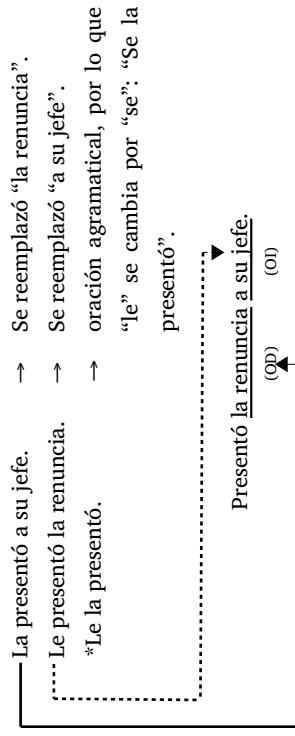 La presentó a su jefe. → Se reemplazó “la renuncia”.
Le presentó la renuncia. → Se reemplazó “a su jefe”.
*Le la presentó. → oración agramatical, por lo que
“le” se cambia por “se”: “Se la
presentó”.
Presentó la renuncia a su jefe.
(OD) (OI)